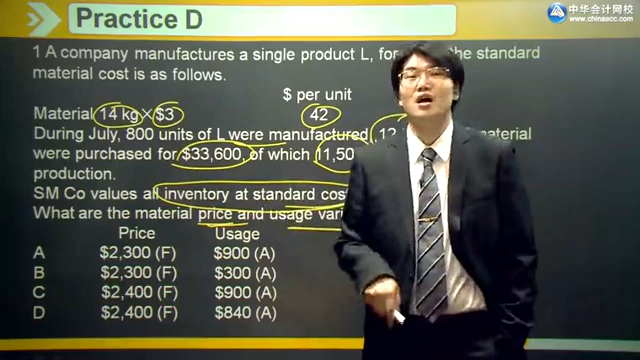 Practice D
中华会计网校
www.chinaacc.com
1 A company manufactures a single product L, for the standard
material cost is as follows.
$ per unit
Material 14 kg × $3 42
During July, 800 units of L were manufactured, 12, material
were purchased for $33,600, of which 11,50
production.
SM Co values all inventory at standard cost
What are the material price and usage
Price Usage
A $2,300 (F) $900 (A)
B $2,300 (F) $300 (A)
C $2,400 (F) $900 (A)
D $2,400 (F) $840 (A)